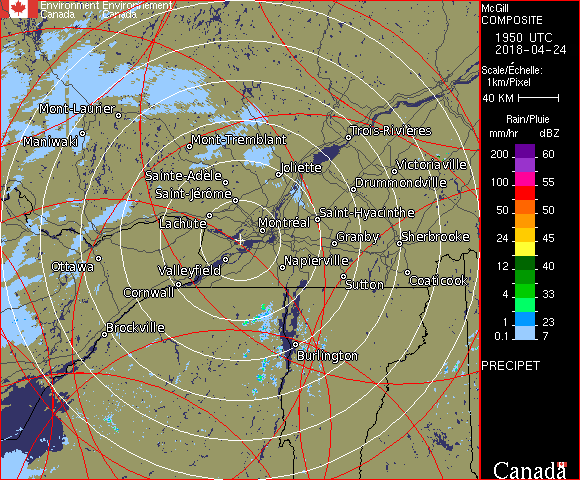 Environment Environnement
Canada Canada
Mont-Laurier
Maniwaki
Mont-Tremblant
Trois-Rivières
Joliette
Victoriaville
Sainte-Adèle
Drummondville
Saint-Jérôme
Saint-Hyacinthe
Lachute
Montréal
Granby
Sherbrooke
Ottawa
Valleyfield
Napierville
Cornwall
Sutton
Coaticook
Brockville
Burlington
McGill
COMPOSITE
1950 UTC
2018-04-24
Scale/Échelle:
1km/Pixel
40 KM
Rain/Pluie
mm/hr dBZ
200 60
100 55
50 50
24 45
12 40
4 33
1 23
0.1 7
PRECIPET
Canada